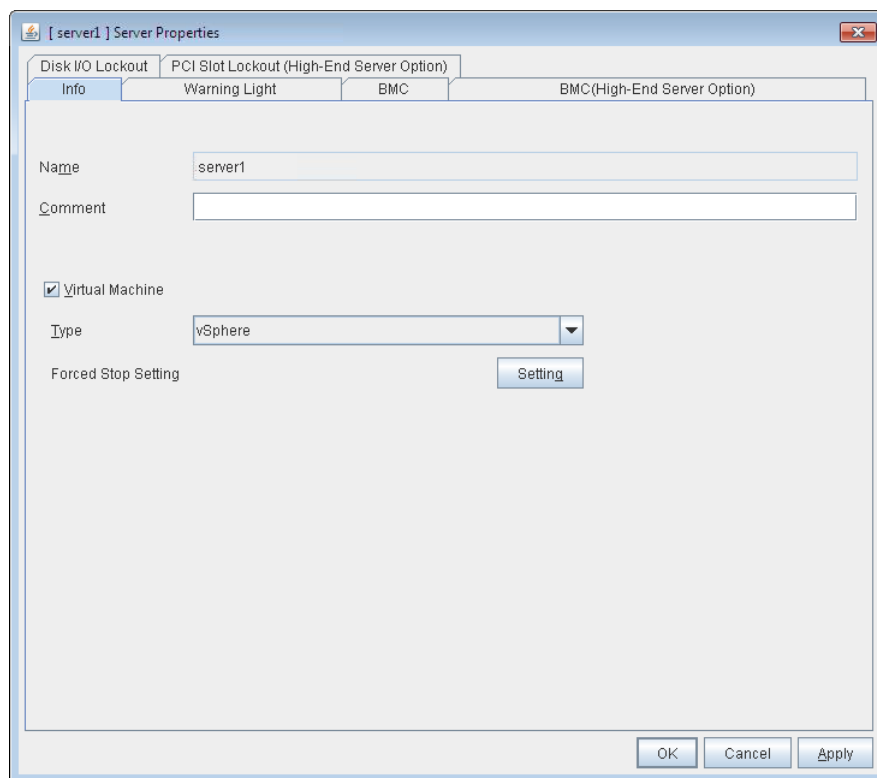 [ server1 ] Server Properties
Disk I/O Lockout PCI Slot Lockout (High-End Server Option)
Info Warning Light BMC BMC(High-End Server Option)
Name server1
Comment
Virtual Machine
Type vSphere
Forced Stop Setting Setting
OK Cancel Apply